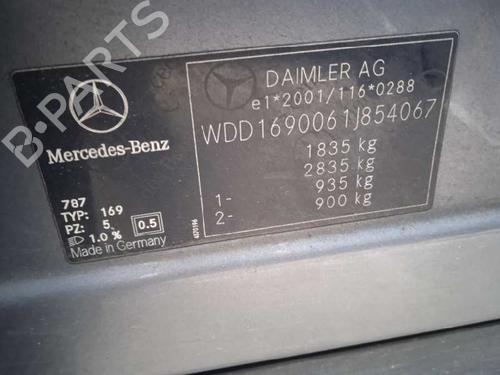 B-PARTS
Mercedes-Benz
787
TYP: 169
PZ: 5. 0.5
1.0 %
Made in Germany
DAIMLER AG
e1*2001/116*0288
WDD1690061J854067
1835 kg
2835 kg
1- 935 kg
2- 900 kg